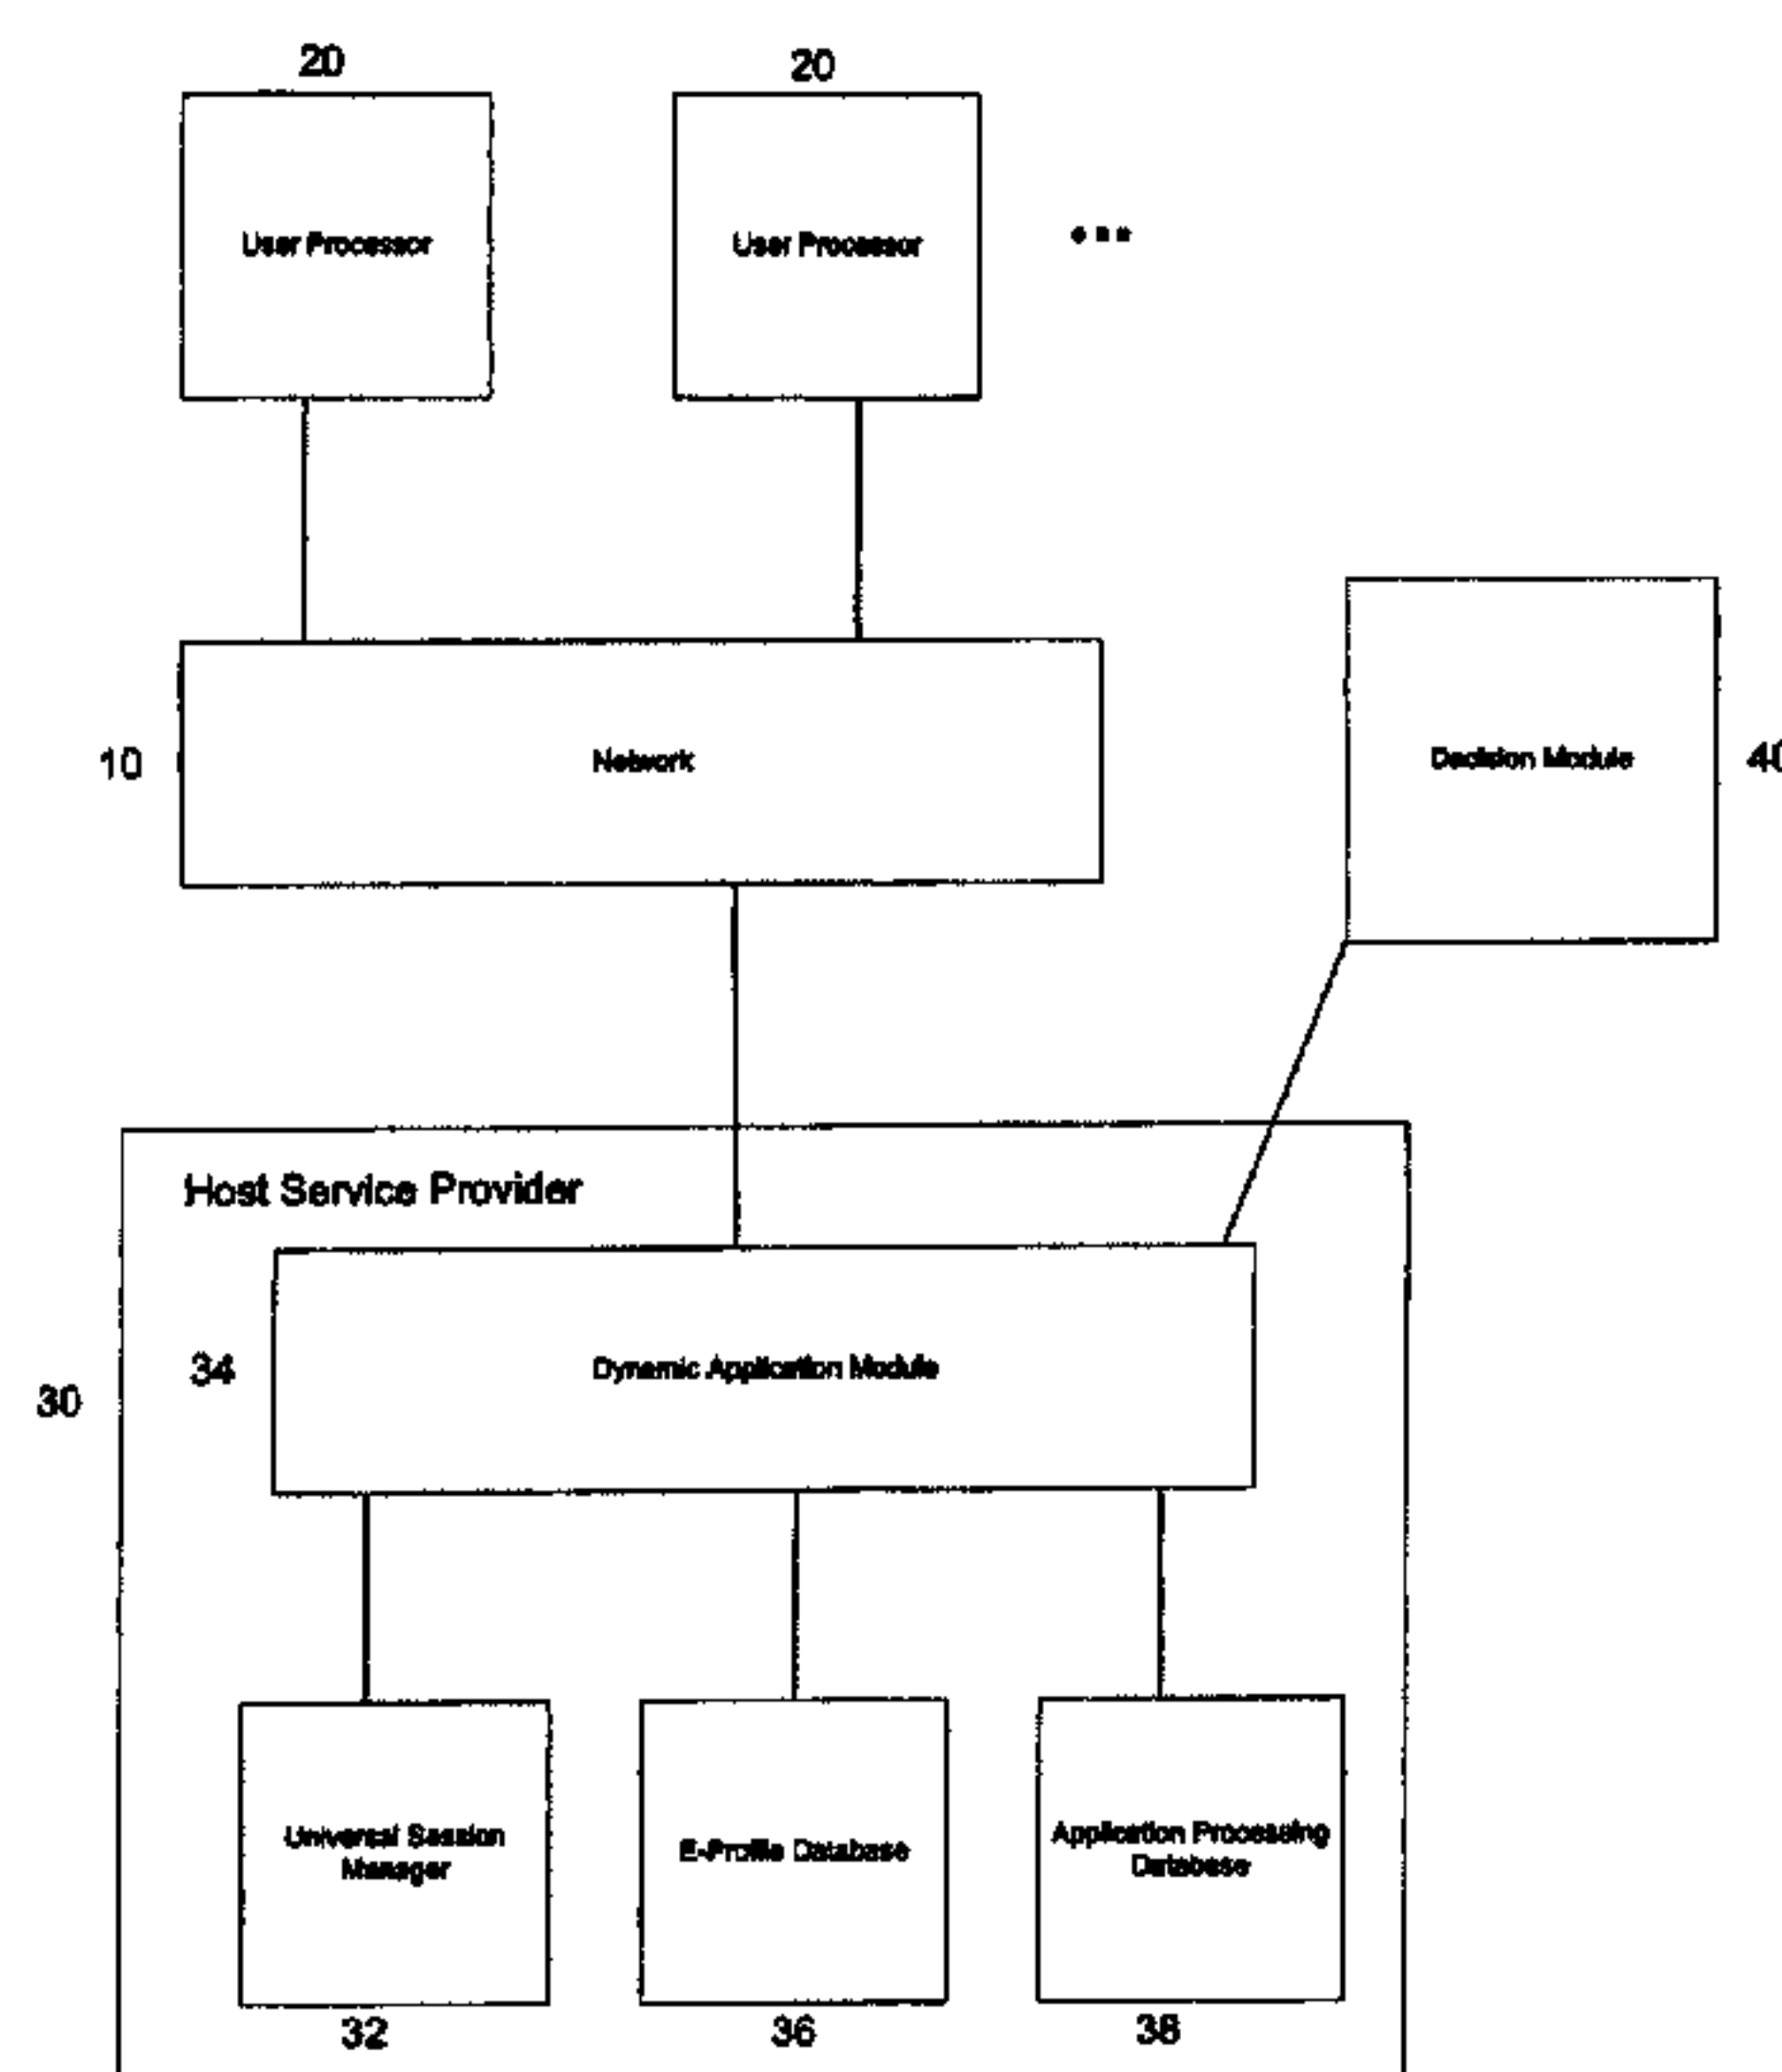 20
20
User Processor
User Processor
10
Network
Decision Module
40
Host Service Provider
34
30
Dynamic Application Module
Universal Session
Manager
E-Profile Database
Application Processing
Database
32
36
38